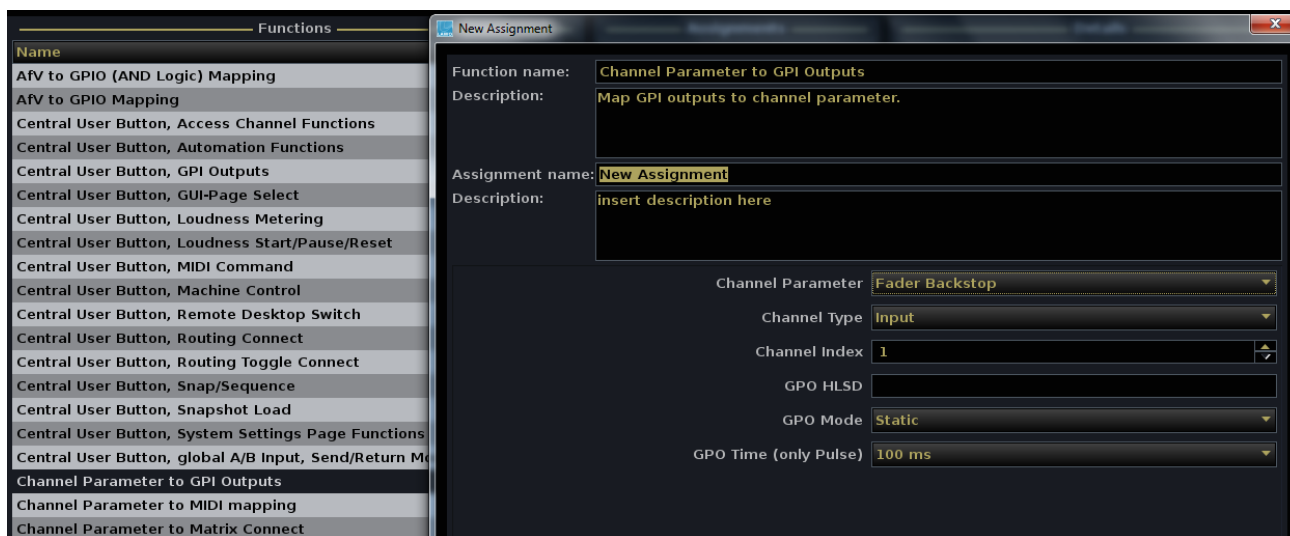 Functions
Name
AfV to GPIO (AND Logic) Mapping
AfV to GPIO Mapping
Central User Button, Access Channel Functions
Central User Button, Automation Functions
Central User Button, GPI Outputs
Central User Button, GUI-Page Select
Central User Button, Loudness Metering
Central User Button, Loudness Start/Pause/Reset
Central User Button, MIDI Command
Central User Button, Machine Control
Central User Button, Remote Desktop Switch
Central User Button, Routing Connect
Central User Button, Routing Toggle Connect
Central User Button, Snap/Sequence
Central User Button, Snapshot Load
Central User Button, System Settings Page Functions
Central User Button, global A/B Input, Send/Return
Channel Parameter to GPI Outputs
Channel Parameter to MIDI mapping
Channel Parameter to Matrix Connect
New Assignment
Function name: Channel Parameter to GPI Outputs
Description: Map GPI outputs to channel parameter.
Assignment name: New Assignment
Description: insert description here
Channel Parameter Fader Backstop
Channel Type Input
Channel Index 1
GPO HLSD
GPO Mode Static
GPO Time (only Pulse) 100 ms